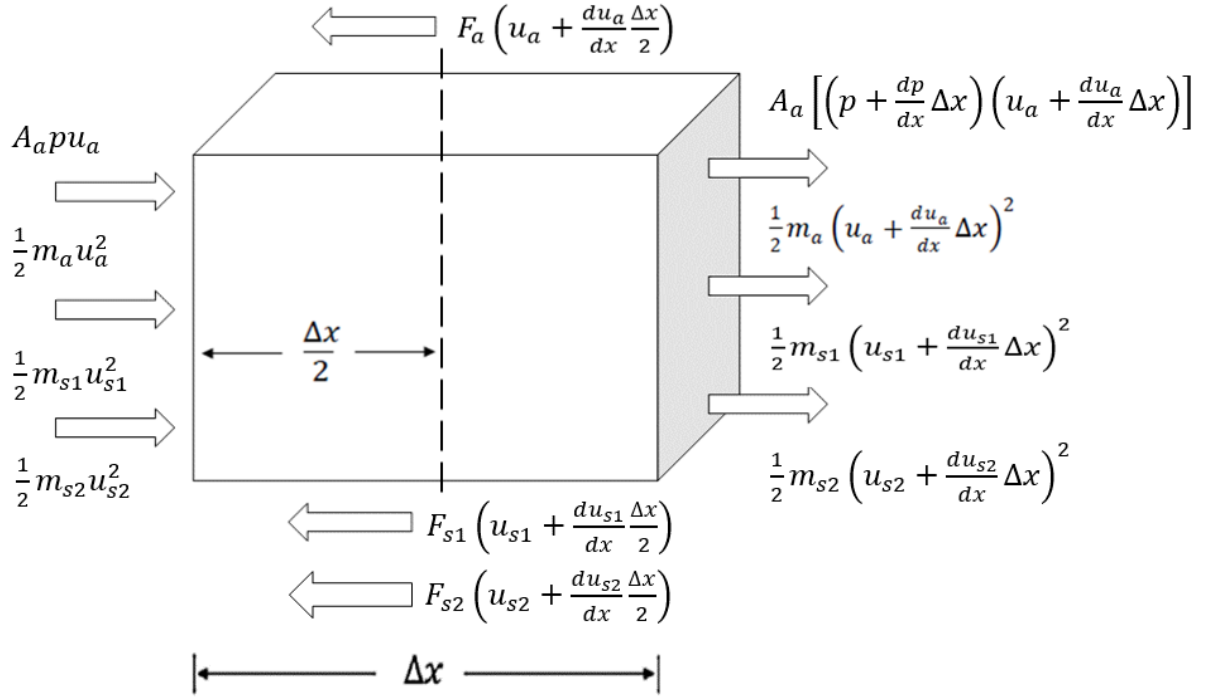 F_a (u_a + du_a/dx Δx/2)
A_a p u_a
A_a [(p + dp/dx Δx)(u_a + du_a/dx Δx)]
1/2 m_a u_a^2
1/2 m_a (u_a + du_a/dx Δx)^2
Δx/2
1/2 m_s1 u_s1^2
1/2 m_s1 (u_s1 + du_s1/dx Δx)^2
1/2 m_s2 u_s2^2
1/2 m_s2 (u_s2 + du_s2/dx Δx)^2
F_s1 (u_s1 + du_s1/dx Δx/2)
F_s2 (u_s2 + du_s2/dx Δx/2)
Δx